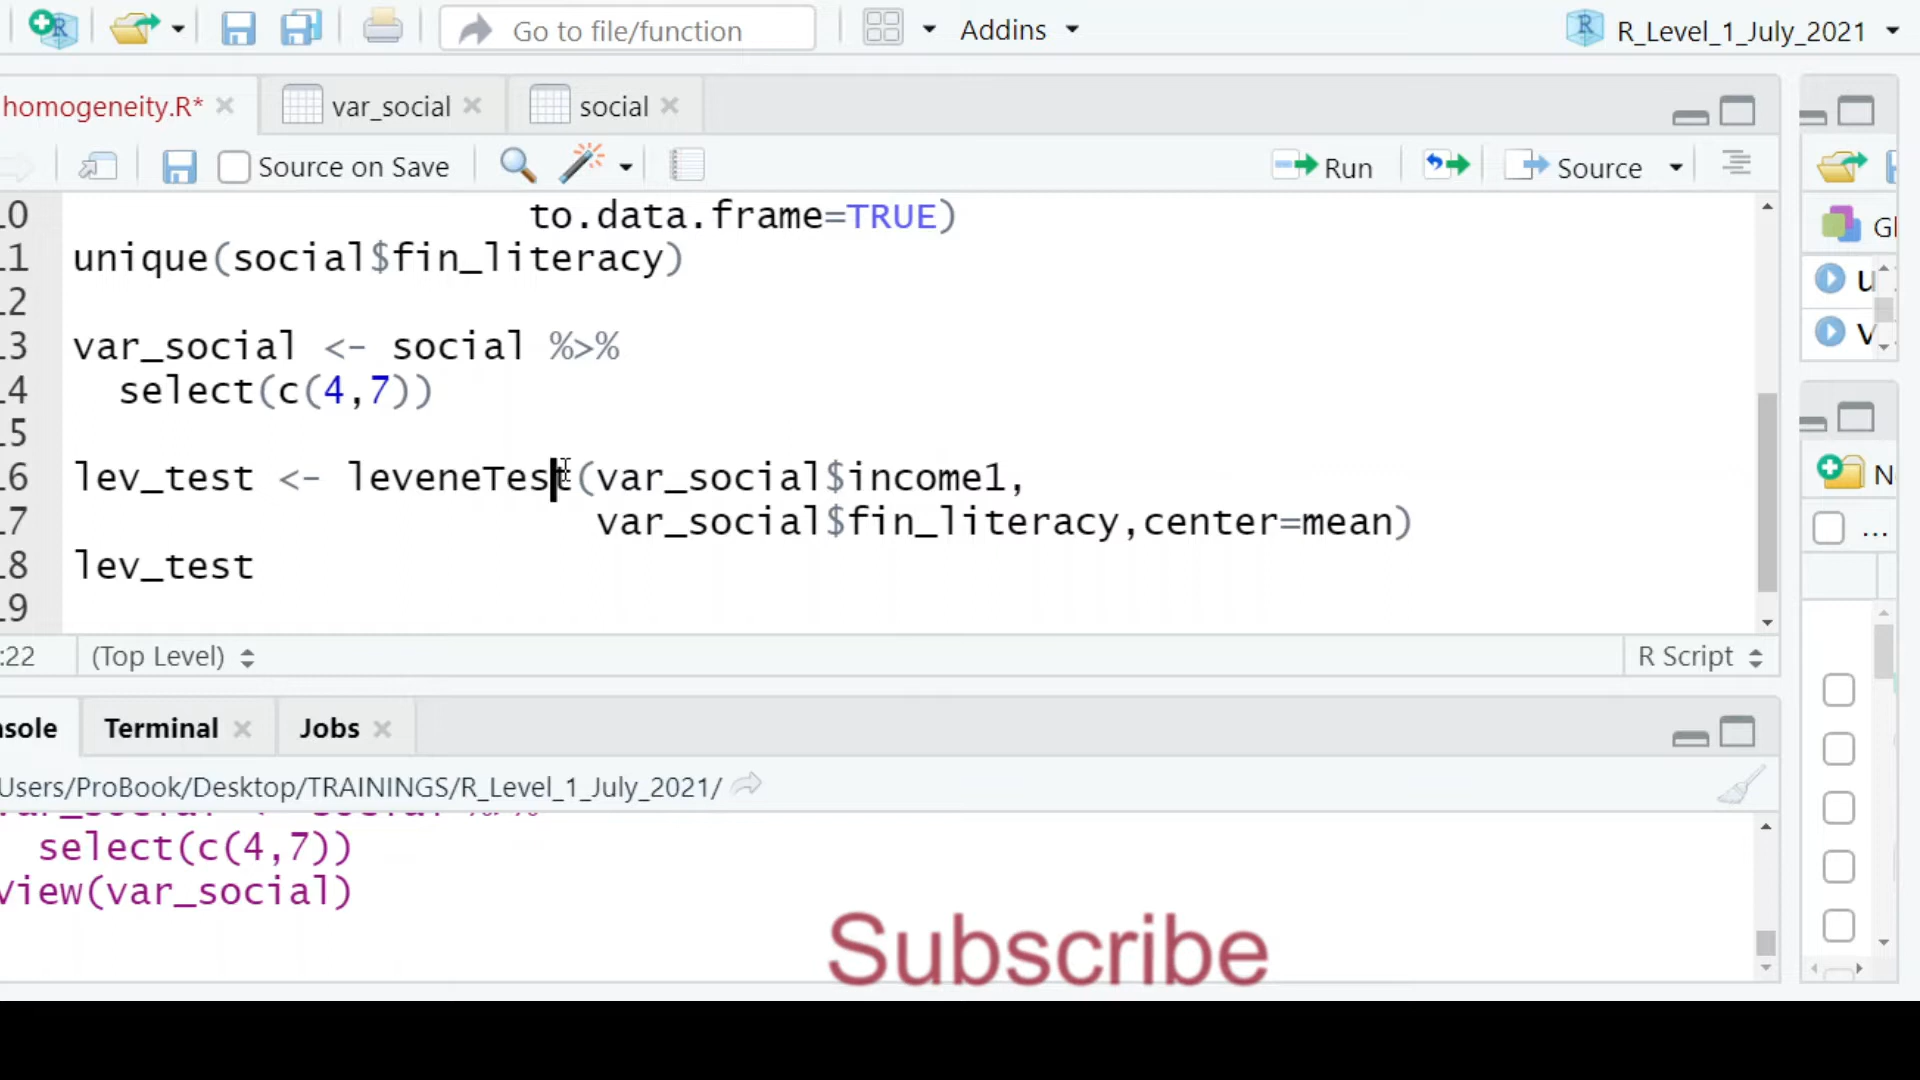 Go to file/function
Addins
R_Level_1_July_2021
homogeneity.R*
var_social
social
Source on Save
Run
Source
to.data.frame=TRUE)
unique(social$fin_literacy)
var_social <- social %>%
select(c(4,7))
lev_test <- leveneTest(var_social$income1,
var_social$fin_literacy,center=mean)
lev_test
:22
(Top Level)
R Script
Terminal
Jobs
Users/ProBook/Desktop/TRAININGS/R_Level_1_July_2021/
select(c(4,7))
View(var_social)
Subscribe